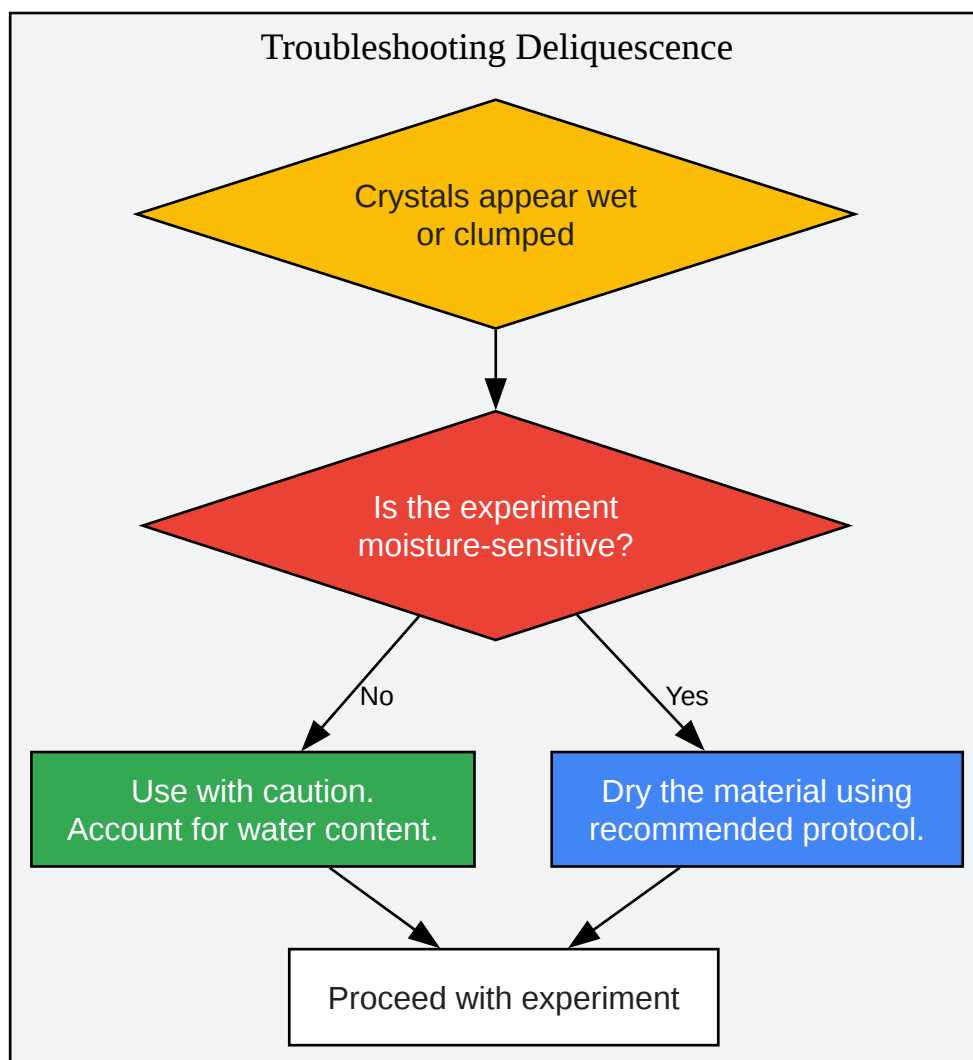 Troubleshooting Deliquescence
Crystals appear wet
or clumped
Is the experiment
moisture-sensitive?
No
Yes
Use with caution.
Account for water content.
Dry the material using
recommended protocol.
Proceed with experiment